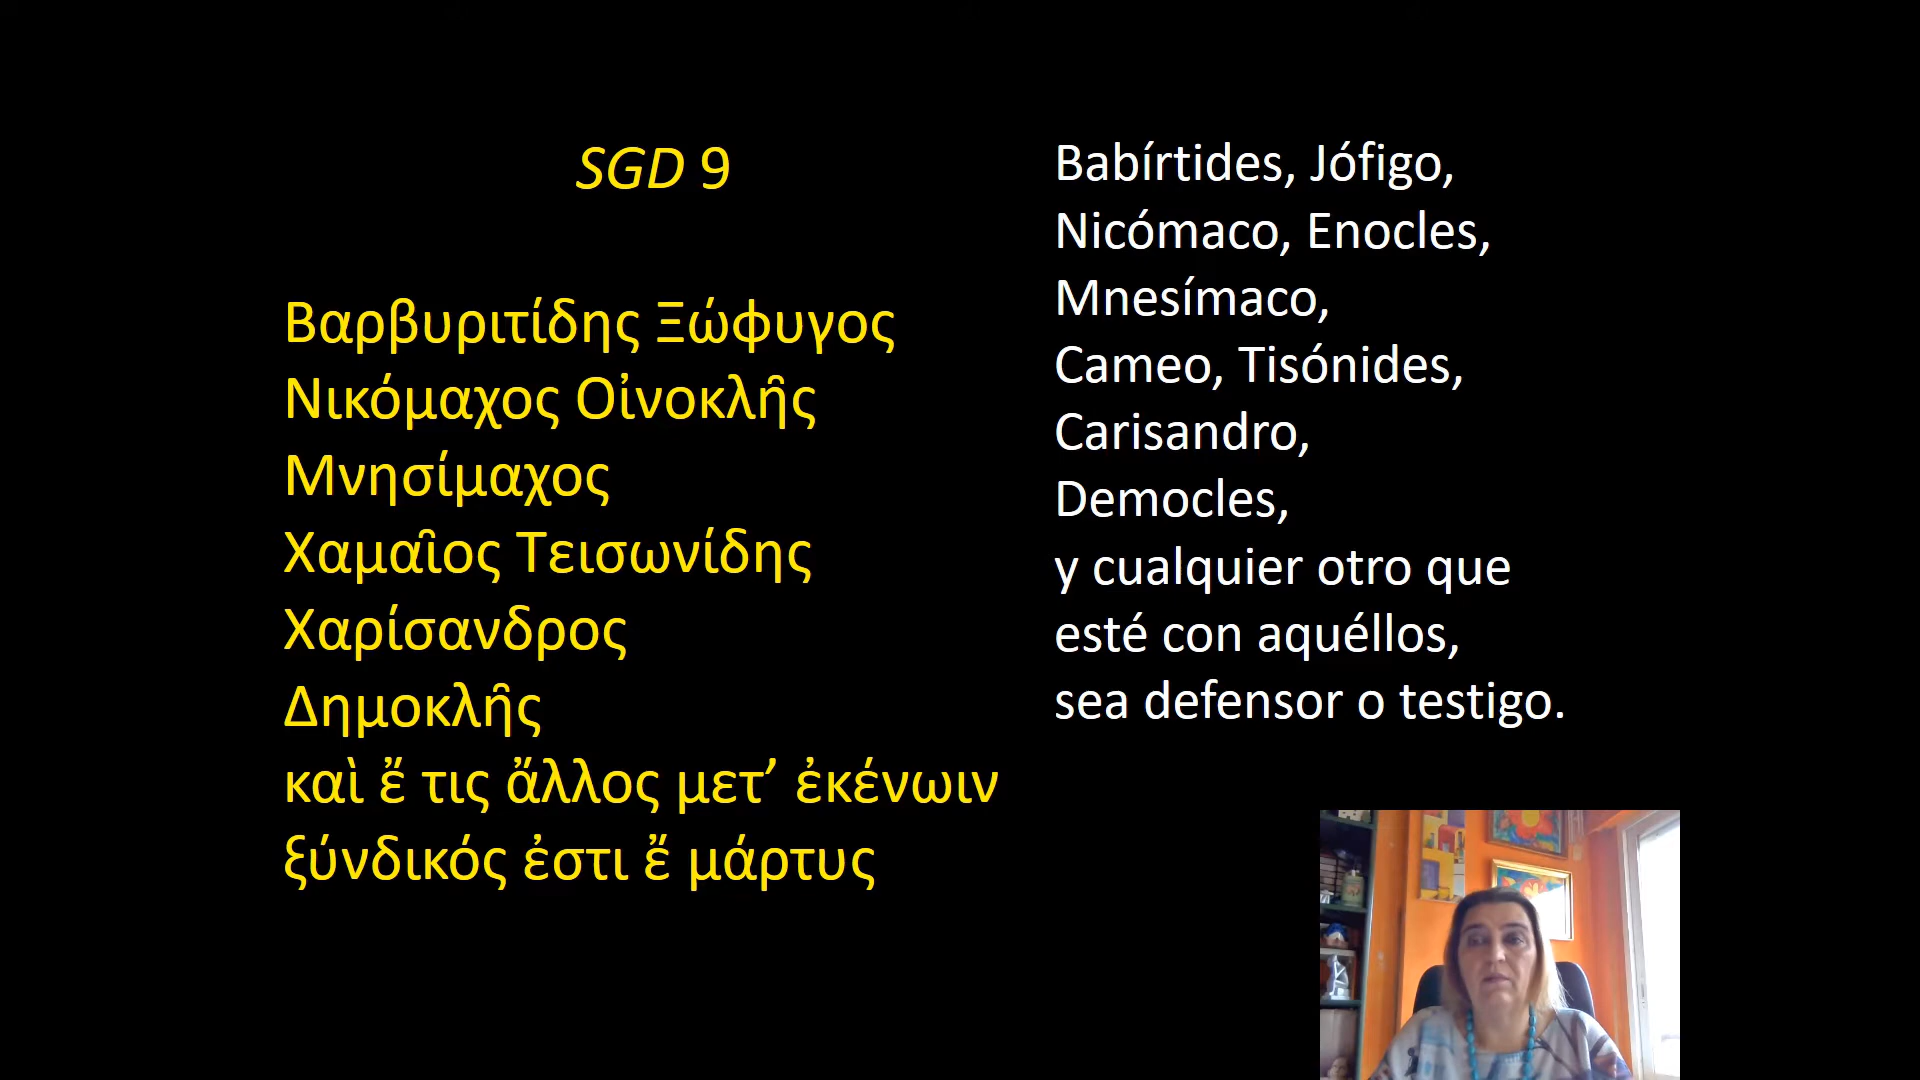 SGD 9
Βαρβυριτίδης Ξώφυγος
Νικόμαχος Οἰνοκλῆς
Μνησίμαχος
Χαμαῖος Τεισωνίδης
Χαρίσανδρος
Δημοκλῆς
καὶ ἔ τις ἄλλος μετ’ ἐκένωιν
ξύνδικός ἐστι ἔ μάρτυς
Babírtides, Jófigo,
Nicómaco, Enocles,
Mnesímaco,
Cameo, Tisónides,
Carisandro,
Democles,
y cualquier otro que
esté con aquéllos,
sea defensor o testigo.